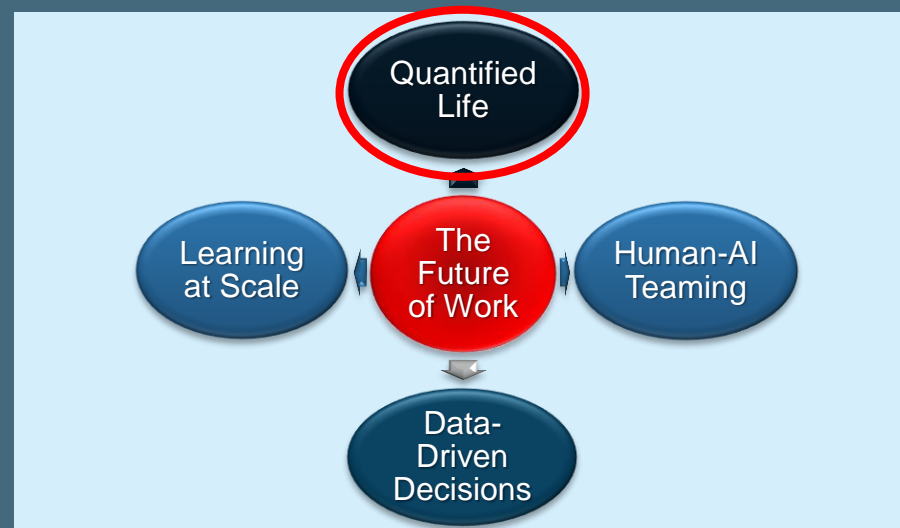 Quantified
Life
Learning
at Scale
The
Future
of Work
Human-AI
Teaming
Data-
Driven
Decisions